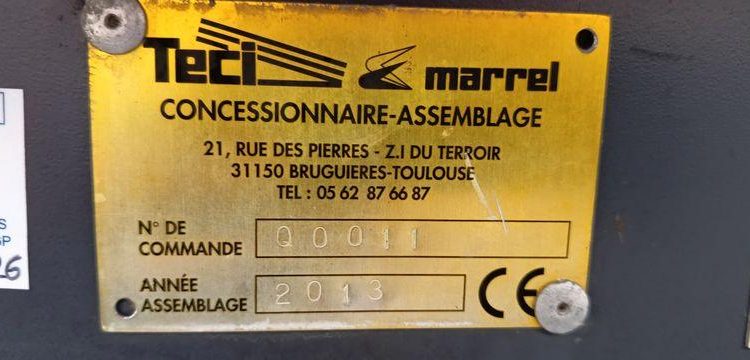 Teci marrel
CONCESSIONNAIRE-ASSEMBLAGE
21, RUE DES PIERRES - Z.I DU TERROIR
31150 BRUGUIERES-TOULOUSE
TEL : 05 62 87 66 87
N° DE
COMMANDE Q0011
ANNÉE
ASSEMBLAGE 2013 CE